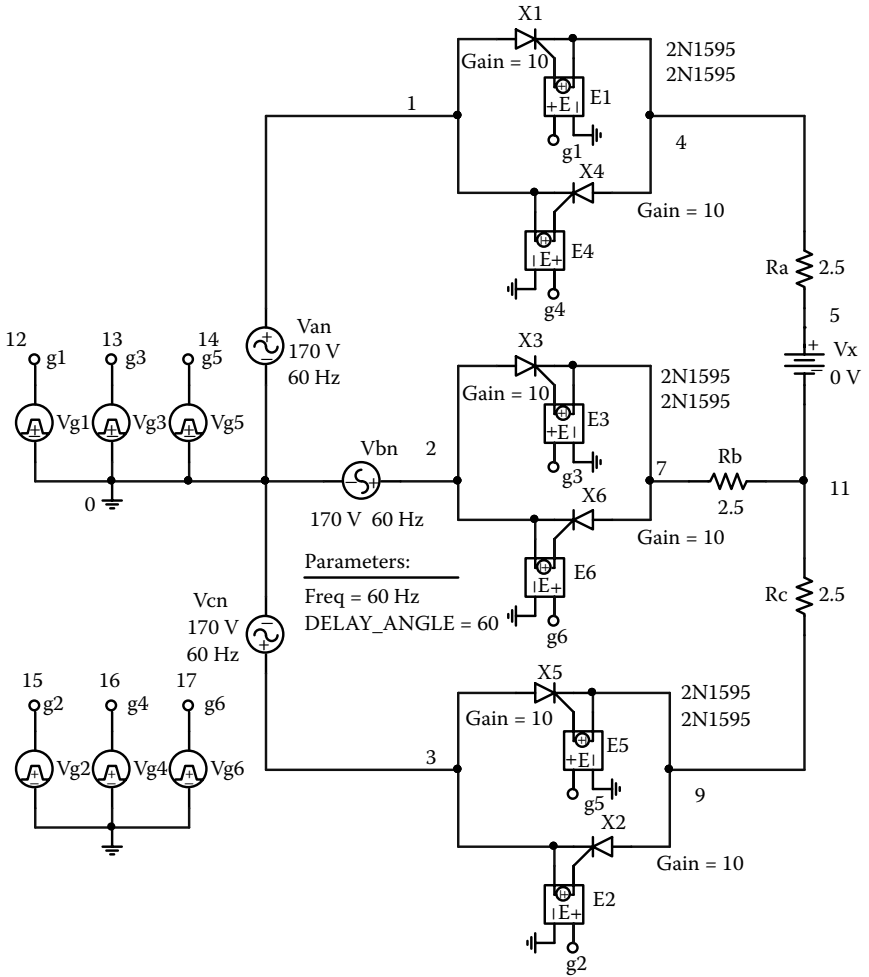 X1
2N1595
2N1595
Gain = 10
+E–
E1
1
g1
4
X4
Gain = 10
–E+
E4
g4
Ra
2.5
5
+
–
Vx
0 V
Van
170 V
60 Hz
+
–
12
13
14
g1
g3
g5
Vg1
Vg3
Vg5
X3
2N1595
2N1595
Gain = 10
+E–
E3
g3
Vbn
2
– +
170 V 60 Hz
7
Rb
2.5
11
0
X6
Gain = 10
–E+
E6
g6
Parameters:
Freq = 60 Hz
DELAY_ANGLE = 60
Vcn
170 V
60 Hz
–
+
Rc
2.5
15
16
17
g2
g4
g6
Vg2
Vg4
Vg6
X5
2N1595
2N1595
Gain = 10
+E–
E5
3
g5
9
X2
Gain = 10
–E+
E2
g2